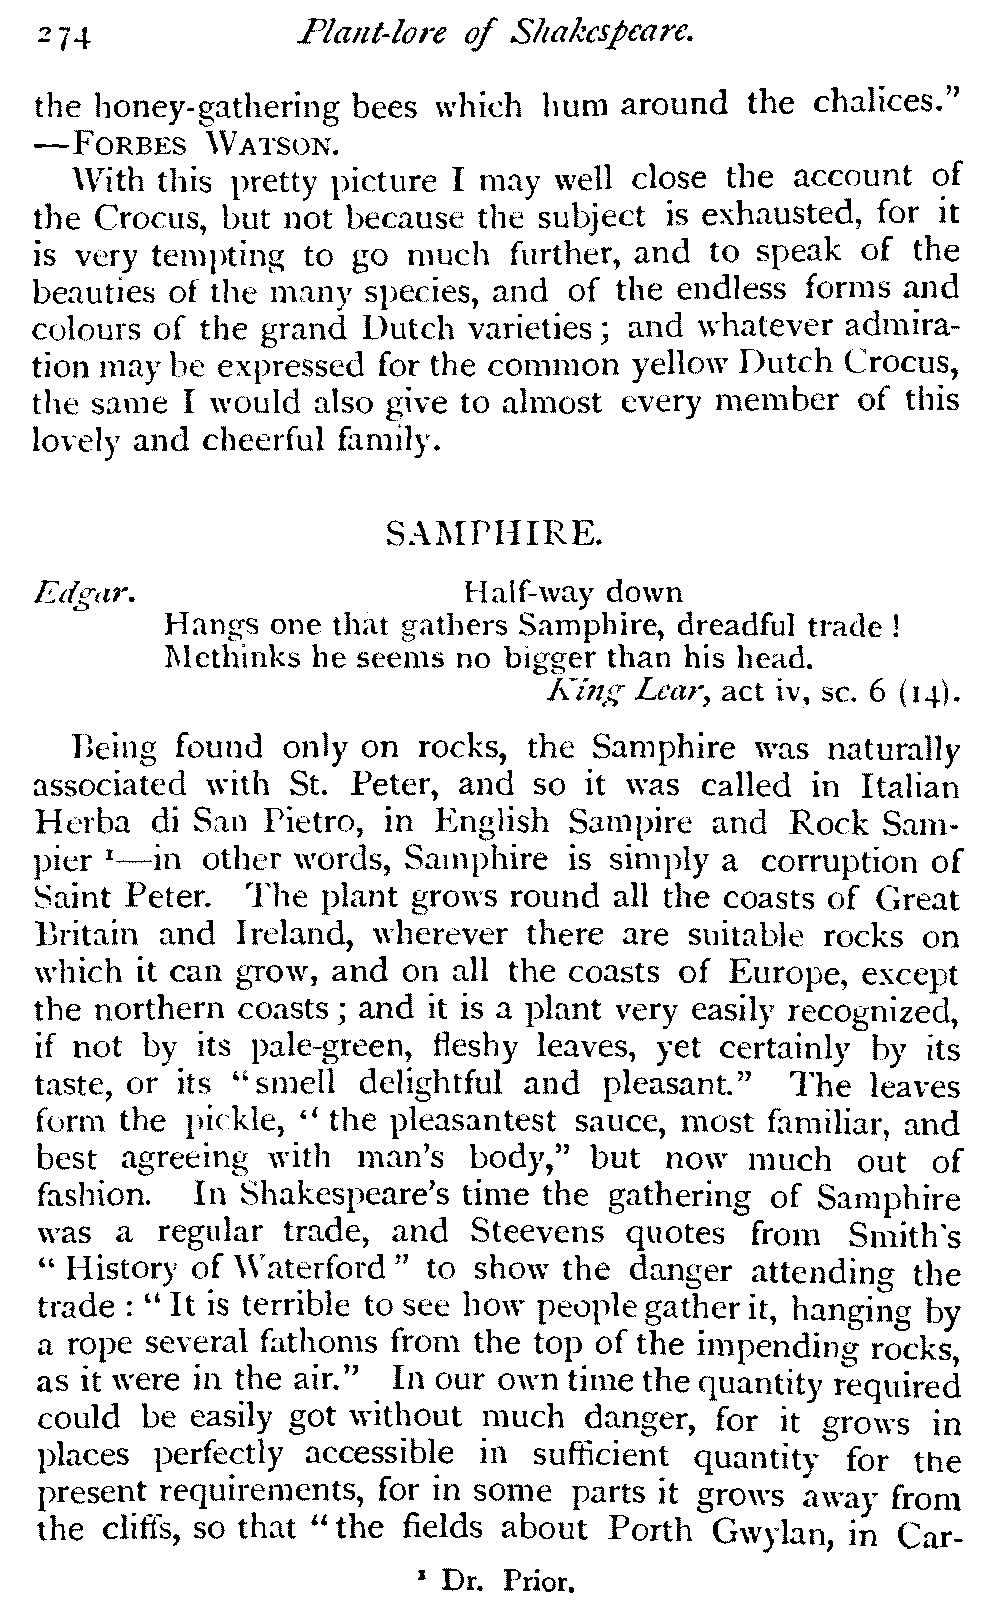 274 Plant-lore of Shakespeare.
the honey-gathering bees which hum around the chalices."
—FORBES WATSON.
With this pretty picture I may well close the account of
the Crocus, but not because the subject is exhausted, for it
is very tempting to go much further, and to speak of the
beauties of the many species, and of the endless forms and
colours of the grand Dutch varieties; and whatever admira-
tion may be expressed for the common yellow Dutch Crocus,
the same I would also give to almost every member of this
lovely and cheerful family.
SAMPHIRE.
Edgar. Half-way down
Hangs one that gathers Samphire, dreadful trade!
Methinks he seems no bigger than his head.
King Lear, act iv, sc. 6 (14).
Being found only on rocks, the Samphire was naturally
associated with St. Peter, and so it was called in Italian
Herba di San Pietro, in English Sampire and Rock Sam-
pier ¹—in other words, Samphire is simply a corruption of
Saint Peter. The plant grows round all the coasts of Great
Britain and Ireland, wherever there are suitable rocks on
which it can grow, and on all the coasts of Europe, except
the northern coasts; and it is a plant very easily recognized,
if not by its pale-green, fleshy leaves, yet certainly by its
taste, or its "smell delightful and pleasant." The leaves
form the pickle, "the pleasantest sauce, most familiar, and
best agreeing with man's body," but now much out of
fashion. In Shakespeare's time the gathering of Samphire
was a regular trade, and Steevens quotes from Smith's
"History of Waterford" to show the danger attending the
trade: "It is terrible to see how people gather it, hanging by
a rope several fathoms from the top of the impending rocks,
as it were in the air." In our own time the quantity required
could be easily got without much danger, for it grows in
places perfectly accessible in sufficient quantity for the
present requirements, for in some parts it grows away from
the cliffs, so that "the fields about Porth Gwylan, in Car-
¹ Dr. Prior.